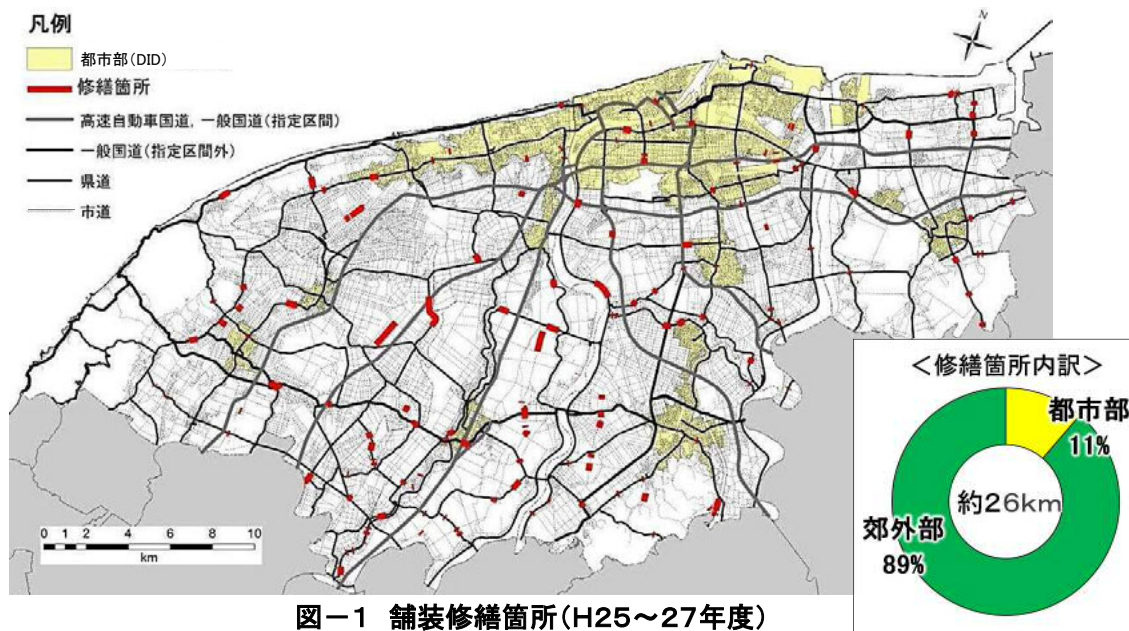 凡例
都市部(DID)
修繕箇所
高速自動車国道，一般国道(指定区間)
一般国道(指定区間外)
県道
市道
N
0 1 2 4 6 8 10
km
＜修繕箇所内訳＞
都市部
11%
約26km
郊外部
89%
図－1 舗装修繕箇所(H25～27年度)